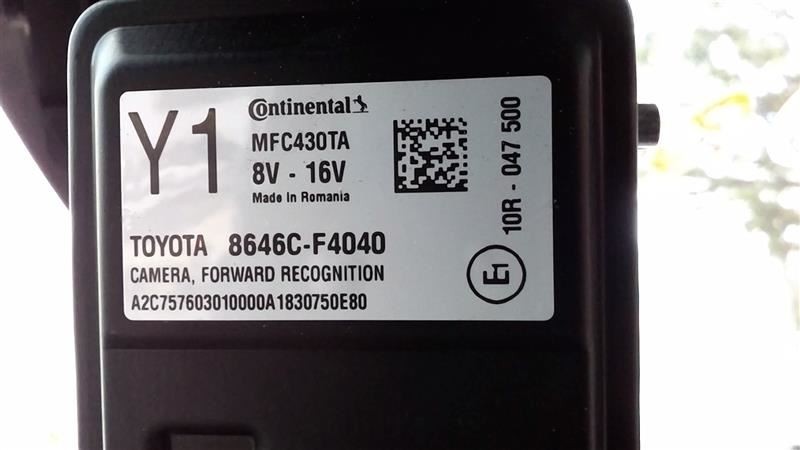 Y1
Continental
MFC430TA
8V - 16V
Made In Romania
TOYOTA 8646C-F4040
CAMERA, FORWARD RECOGNITION
A2C757603010000A1830750E80
10R - 047 500
E1